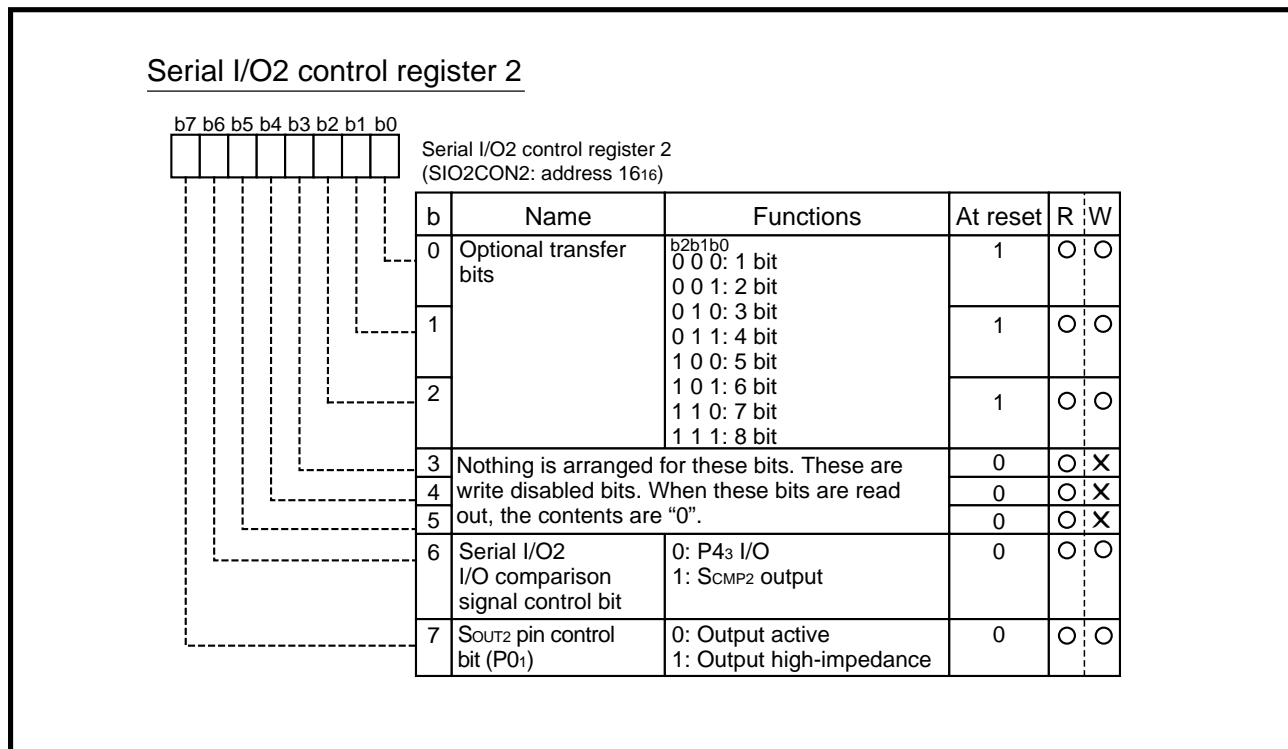 Serial I/O2 control register 2
b7 b6 b5 b4 b3 b2 b1 b0
Serial I/O2 control register 2
(SIO2CON2: address 16₁₆)
b Name Functions At reset R W
0 Optional transfer bits
b2b1b0
0 0 0: 1 bit
0 0 1: 2 bit
0 1 0: 3 bit
0 1 1: 4 bit
1 0 0: 5 bit
1 0 1: 6 bit
1 1 0: 7 bit
1 1 1: 8 bit
1 O O
1 1 O O
2 1 O O
3 Nothing is arranged for these bits. These are 0 O X
4 write disabled bits. When these bits are read 0 O X
5 out, the contents are “0”. 0 O X
6 Serial I/O2 0: P4₃ I/O 0 O O
I/O comparison 1: SCMP2 output
signal control bit
7 SOUT2 pin control 0: Output active 0 O O
bit (P0₁) 1: Output high-impedance